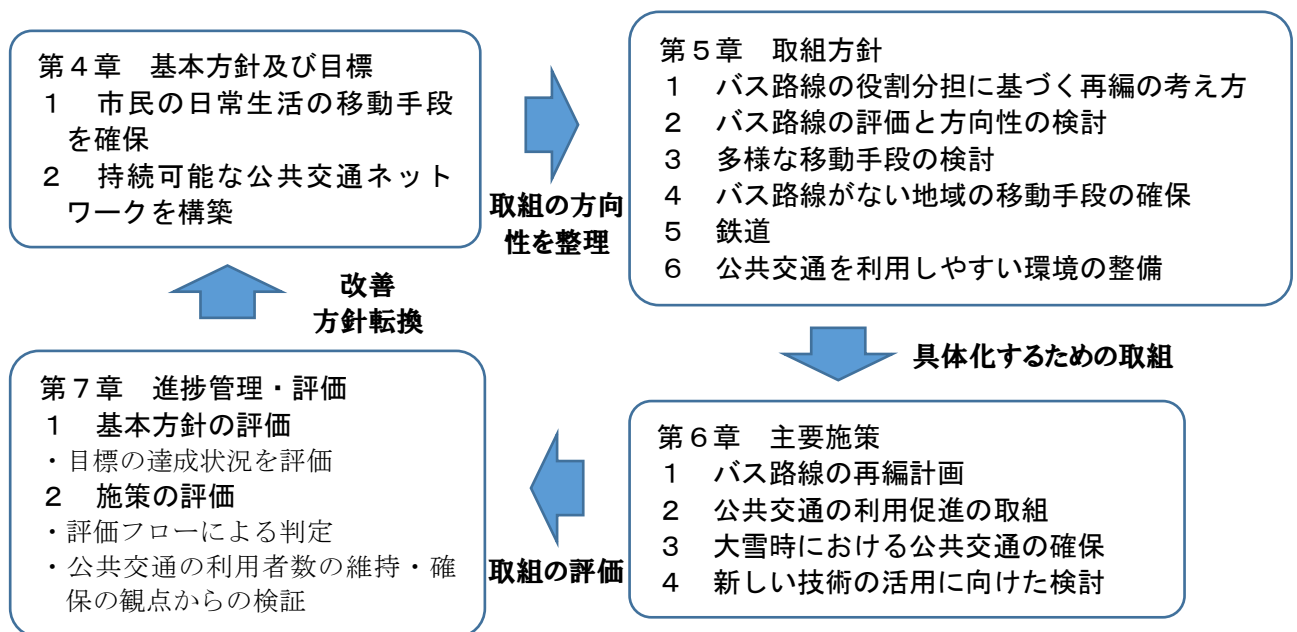 第４章　基本方針及び目標
１　市民の日常生活の移動手段
を確保
２　持続可能な公共交通ネット
ワークを構築
取組の方向
性を整理
第５章　取組方針
１　バス路線の役割分担に基づく再編の考え方
２　バス路線の評価と方向性の検討
３　多様な移動手段の検討
４　バス路線がない地域の移動手段の確保
５　鉄道
６　公共交通を利用しやすい環境の整備
具体化するための取組
第６章　主要施策
１　バス路線の再編計画
２　公共交通の利用促進の取組
３　大雪時における公共交通の確保
４　新しい技術の活用に向けた検討
取組の評価
第７章　進捗管理・評価
１　基本方針の評価
・目標の達成状況を評価
２　施策の評価
・評価フローによる判定
・公共交通の利用者数の維持・確
保の観点からの検証
改善
方針転換